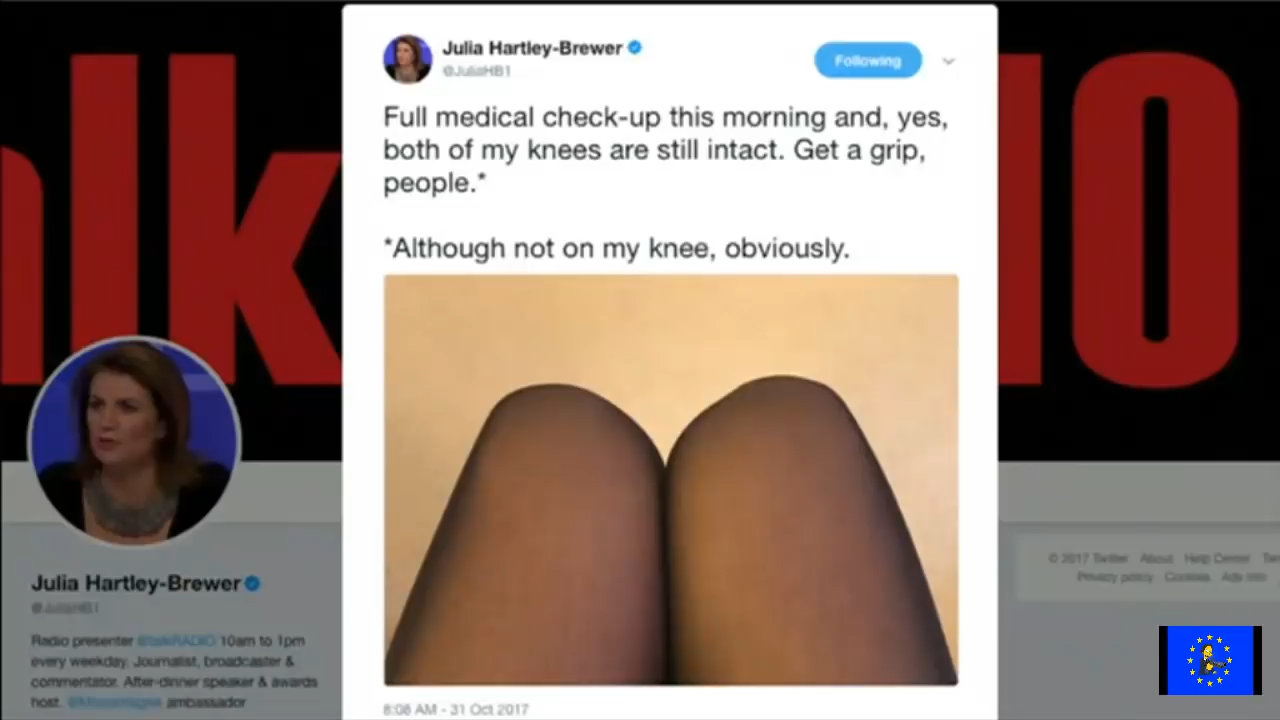 Julia Hartley-Brewer
@JuliaHB1
Following
Full medical check-up this morning and, yes,
both of my knees are still intact. Get a grip,
people.*
*Although not on my knee, obviously.
8:08 AM - 31 Oct 2017
alk
IO
Julia Hartley-Brewer
@JuliaHB1
Radio presenter @talkRADIO 10am to 1pm
every weekday. Journalist, broadcaster &
commentator. After-dinner speaker & awards
host. ambassador
© 2017 Twitter About Help Center
Privacy policy Cookies Ads info